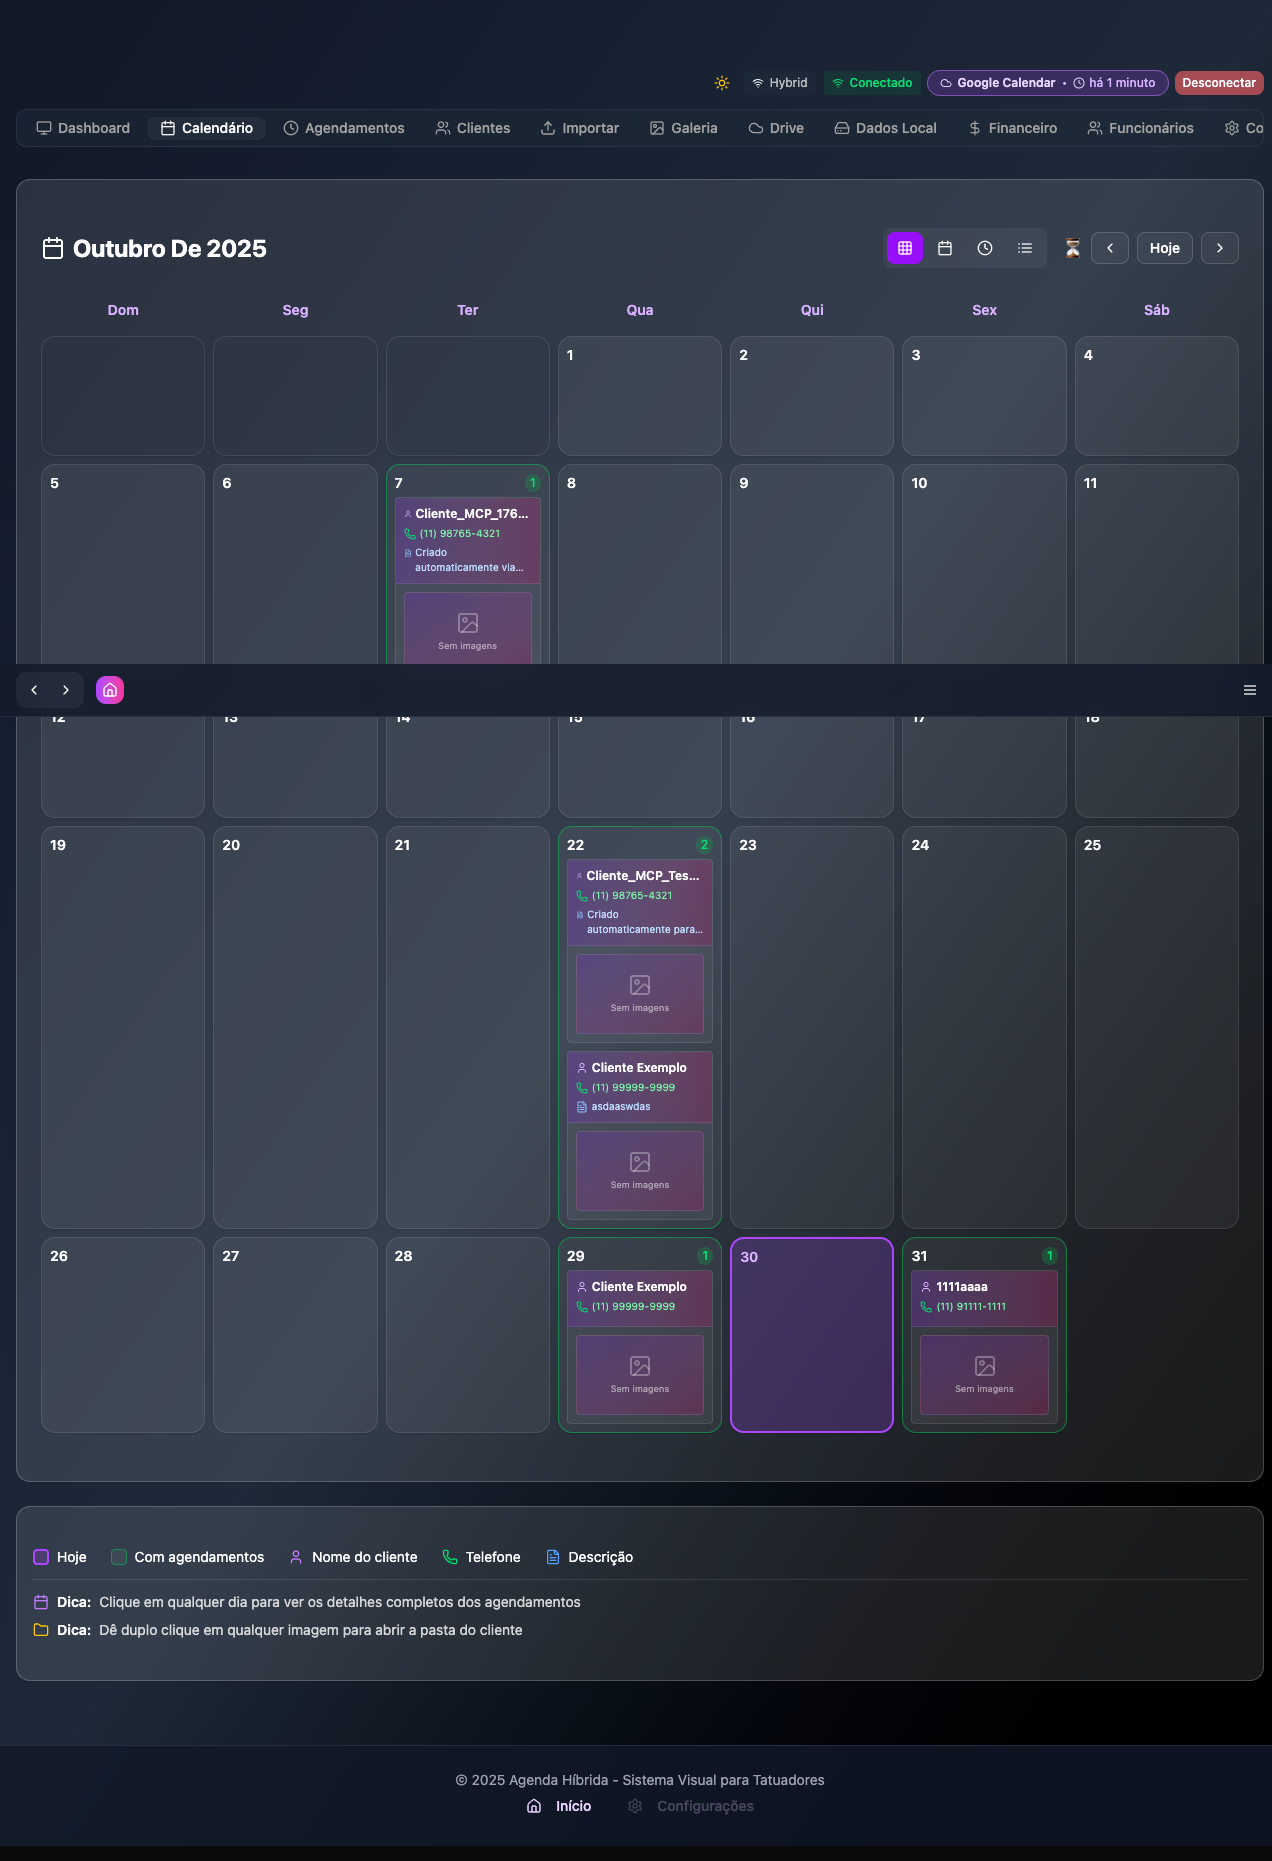 Hybrid
Conectado
Google Calendar • há 1 minuto
Desconectar
Dashboard
Calendário
Agendamentos
Clientes
Importar
Galeria
Drive
Dados Local
Financeiro
Funcionários
Co
Outubro De 2025
Hoje
Dom
Seg
Ter
Qua
Qui
Sex
Sáb
1
2
3
4
5
6
7
1
Cliente_MCP_176...
(11) 98765-4321
Criado
automaticamente via...
Sem imagens
8
9
10
11
12
13
14
15
16
17
18
19
20
21
22
2
Cliente_MCP_Tes...
(11) 98765-4321
Criado
automaticamente para...
Sem imagens
Cliente Exemplo
(11) 99999-9999
asdaaswdas
Sem imagens
23
24
25
26
27
28
29
1
Cliente Exemplo
(11) 99999-9999
Sem imagens
30
31
1
1111aaaa
(11) 91111-1111
Sem imagens
Hoje
Com agendamentos
Nome do cliente
Telefone
Descrição
Dica: Clique em qualquer dia para ver os detalhes completos dos agendamentos
Dica: Dê duplo clique em qualquer imagem para abrir a pasta do cliente
© 2025 Agenda Híbrida - Sistema Visual para Tatuadores
Início
Configurações